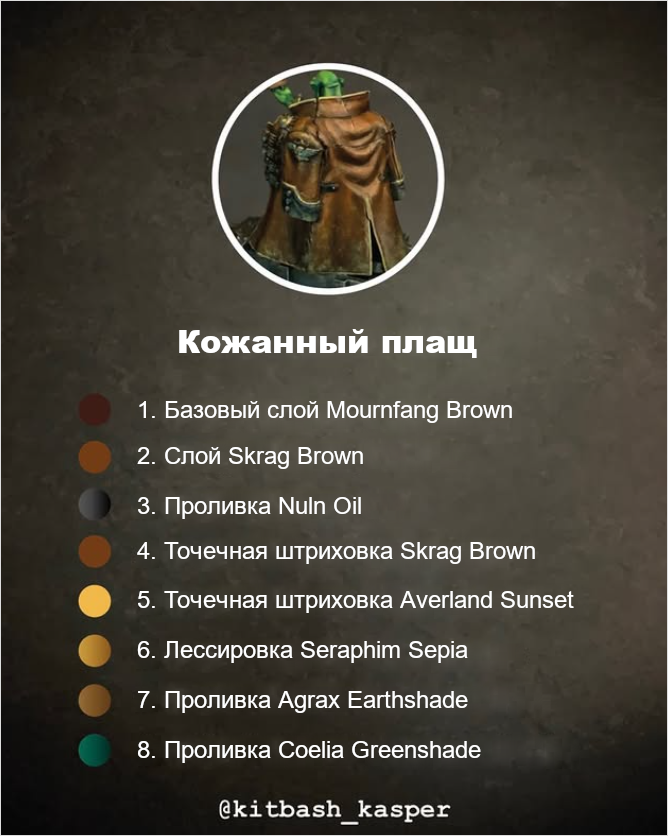 Кожанный плащ
1. Базовый слой Mournfang Brown
2. Слой Skrag Brown
3. Проливка Nuln Oil
4. Точечная штриховка Skrag Brown
5. Точечная штриховка Averland Sunset
6. Лессировка Seraphim Sepia
7. Проливка Agrax Earthshade
8. Проливка Coelia Greenshade
@kitbash_kasper